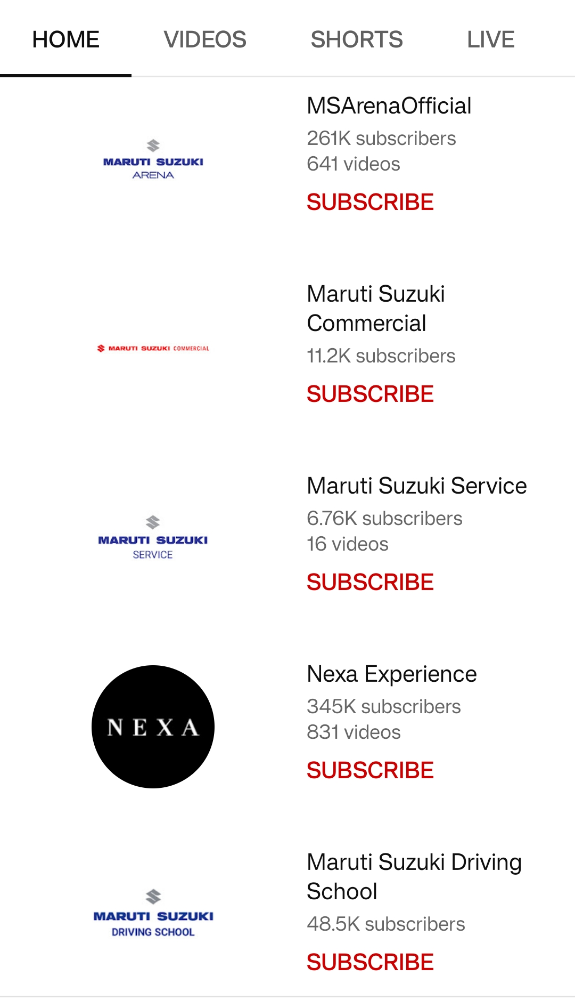 HOME VIDEOS SHORTS LIVE
MSArenaOfficial
261K subscribers
641 videos
SUBSCRIBE
MARUTI SUZUKI
ARENA
Maruti Suzuki
Commercial
11.2K subscribers
SUBSCRIBE
MARUTI SUZUKI COMMERCIAL
Maruti Suzuki Service
6.76K subscribers
16 videos
SUBSCRIBE
MARUTI SUZUKI
SERVICE
Nexa Experience
345K subscribers
831 videos
SUBSCRIBE
NEXA
Maruti Suzuki Driving
School
48.5K subscribers
SUBSCRIBE
MARUTI SUZUKI
DRIVING SCHOOL